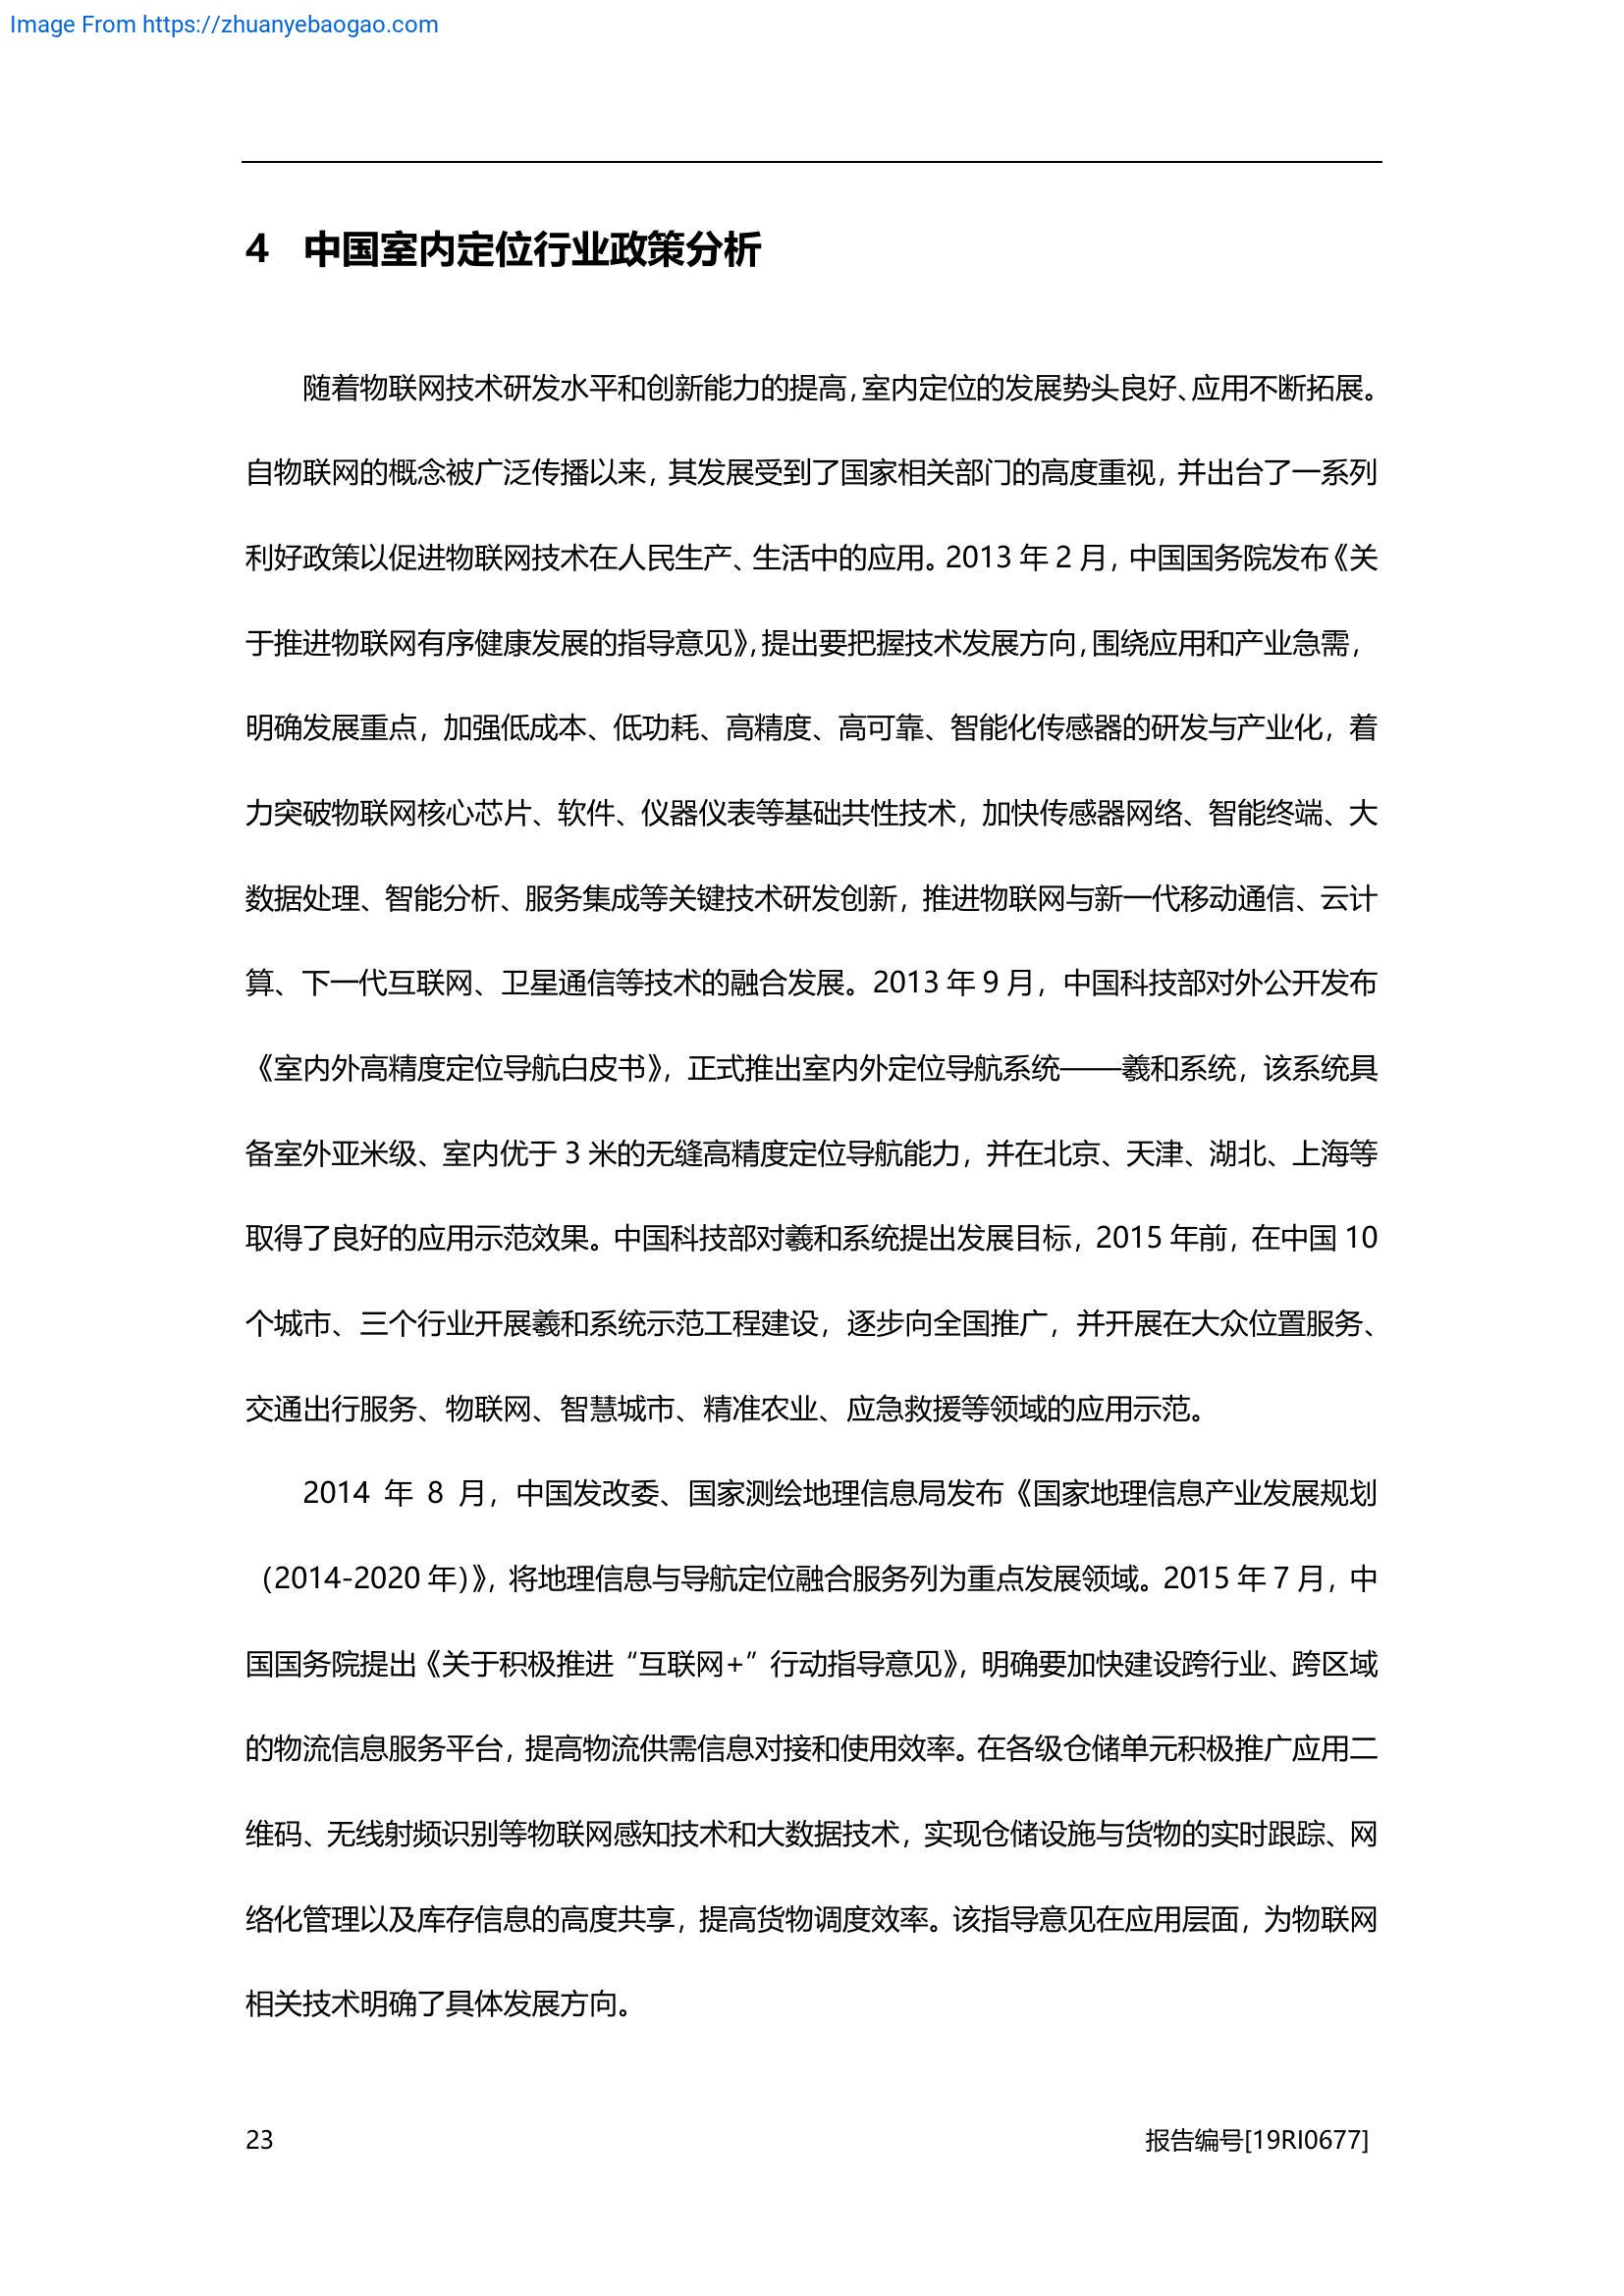 Image From https://zhuanyebaogao.com
4 中国室内定位行业政策分析
随着物联网技术研发水平和创新能力的提高，室内定位的发展势头良好、应用不断拓展。
自物联网的概念被广泛传播以来，其发展受到了国家相关部门的高度重视，并出台了一系列
利好政策以促进物联网技术在人民生产、生活中的应用。2013 年 2 月，中国国务院发布《关
于推进物联网有序健康发展的指导意见》，提出要把握技术发展方向，围绕应用和产业急需，
明确发展重点，加强低成本、低功耗、高精度、高可靠、智能化传感器的研发与产业化，着
力突破物联网核心芯片、软件、仪器仪表等基础共性技术，加快传感器网络、智能终端、大
数据处理、智能分析、服务集成等关键技术研发创新，推进物联网与新一代移动通信、云计
算、下一代互联网、卫星通信等技术的融合发展。2013 年 9 月，中国科技部对外公开发布
《室内外高精度定位导航白皮书》，正式推出室内外定位导航系统——羲和系统，该系统具
备室外亚米级、室内优于 3 米的无缝高精度定位导航能力，并在北京、天津、湖北、上海等
取得了良好的应用示范效果。中国科技部对羲和系统提出发展目标，2015 年前，在中国 10
个城市、三个行业开展羲和系统示范工程建设，逐步向全国推广，并开展在大众位置服务、
交通出行服务、物联网、智慧城市、精准农业、应急救援等领域的应用示范。
2014 年 8 月，中国发改委、国家测绘地理信息局发布《国家地理信息产业发展规划
（2014-2020 年）》，将地理信息与导航定位融合服务列为重点发展领域。2015 年 7 月，中
国国务院提出《关于积极推进“互联网+”行动指导意见》，明确要加快建设跨行业、跨区域
的物流信息服务平台，提高物流供需信息对接和使用效率。在各级仓储单元积极推广应用二
维码、无线射频识别等物联网感知技术和大数据技术，实现仓储设施与货物的实时跟踪、网
络化管理以及库存信息的高度共享，提高货物调度效率。该指导意见在应用层面，为物联网
相关技术明确了具体发展方向。
23 报告编号[19RI0677]